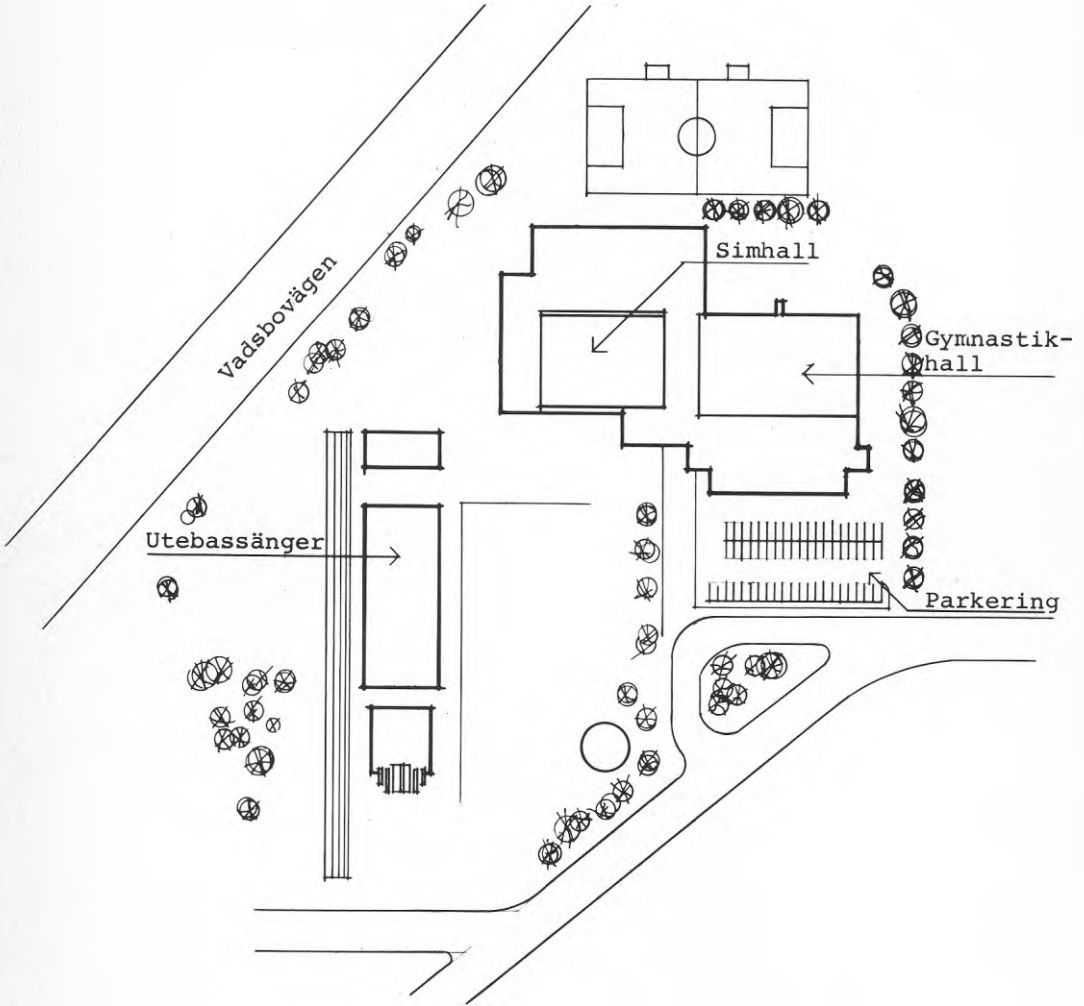 Simhall
Vadsbovägen
Gymnastik-
hall
Utebassänger
Parkering